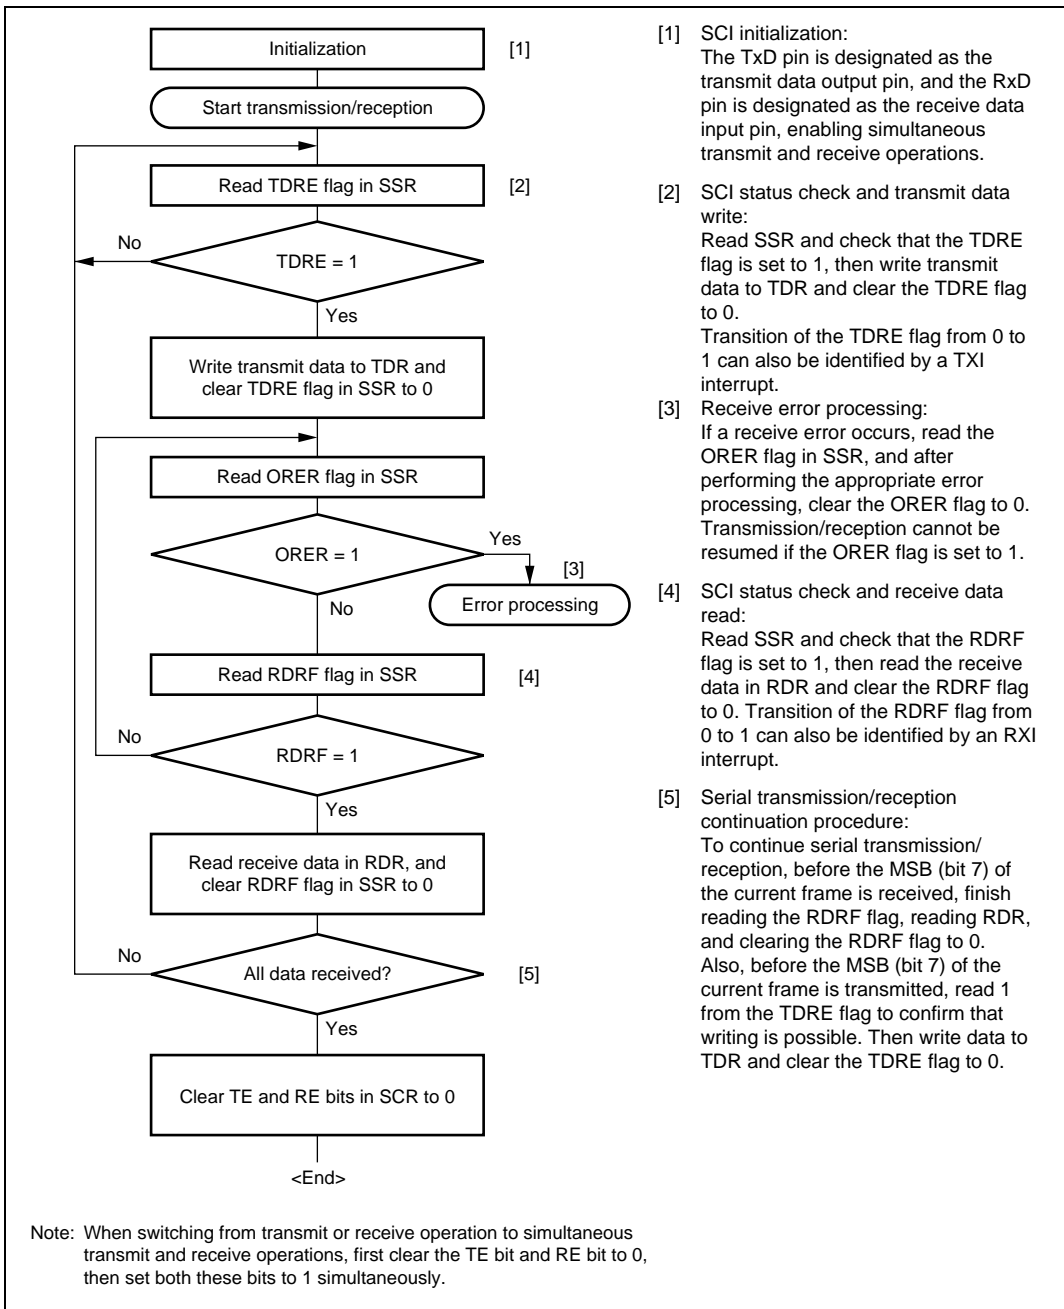 Initialization
[1]
Start transmission/reception
Read TDRE flag in SSR
[2]
No
TDRE = 1
Yes
Write transmit data to TDR and
clear TDRE flag in SSR to 0
Read ORER flag in SSR
ORER = 1
Yes
[3]
Error processing
No
Read RDRF flag in SSR
[4]
No
RDRF = 1
Yes
Read receive data in RDR, and
clear RDRF flag in SSR to 0
No
All data received?
[5]
Yes
Clear TE and RE bits in SCR to 0
<End>
[1] SCI initialization:
The TxD pin is designated as the
transmit data output pin, and the RxD
pin is designated as the receive data
input pin, enabling simultaneous
transmit and receive operations.
[2] SCI status check and transmit data
write:
Read SSR and check that the TDRE
flag is set to 1, then write transmit
data to TDR and clear the TDRE flag
to 0.
Transition of the TDRE flag from 0 to
1 can also be identified by a TXI
interrupt.
[3] Receive error processing:
If a receive error occurs, read the
ORER flag in SSR, and after
performing the appropriate error
processing, clear the ORER flag to 0.
Transmission/reception cannot be
resumed if the ORER flag is set to 1.
[4] SCI status check and receive data
read:
Read SSR and check that the RDRF
flag is set to 1, then read the receive
data in RDR and clear the RDRF flag
to 0. Transition of the RDRF flag from
0 to 1 can also be identified by an RXI
interrupt.
[5] Serial transmission/reception
continuation procedure:
To continue serial transmission/
reception, before the MSB (bit 7) of
the current frame is received, finish
reading the RDRF flag, reading RDR,
and clearing the RDRF flag to 0.
Also, before the MSB (bit 7) of the
current frame is transmitted, read 1
from the TDRE flag to confirm that
writing is possible. Then write data to
TDR and clear the TDRE flag to 0.
Note: When switching from transmit or receive operation to simultaneous
transmit and receive operations, first clear the TE bit and RE bit to 0,
then set both these bits to 1 simultaneously.